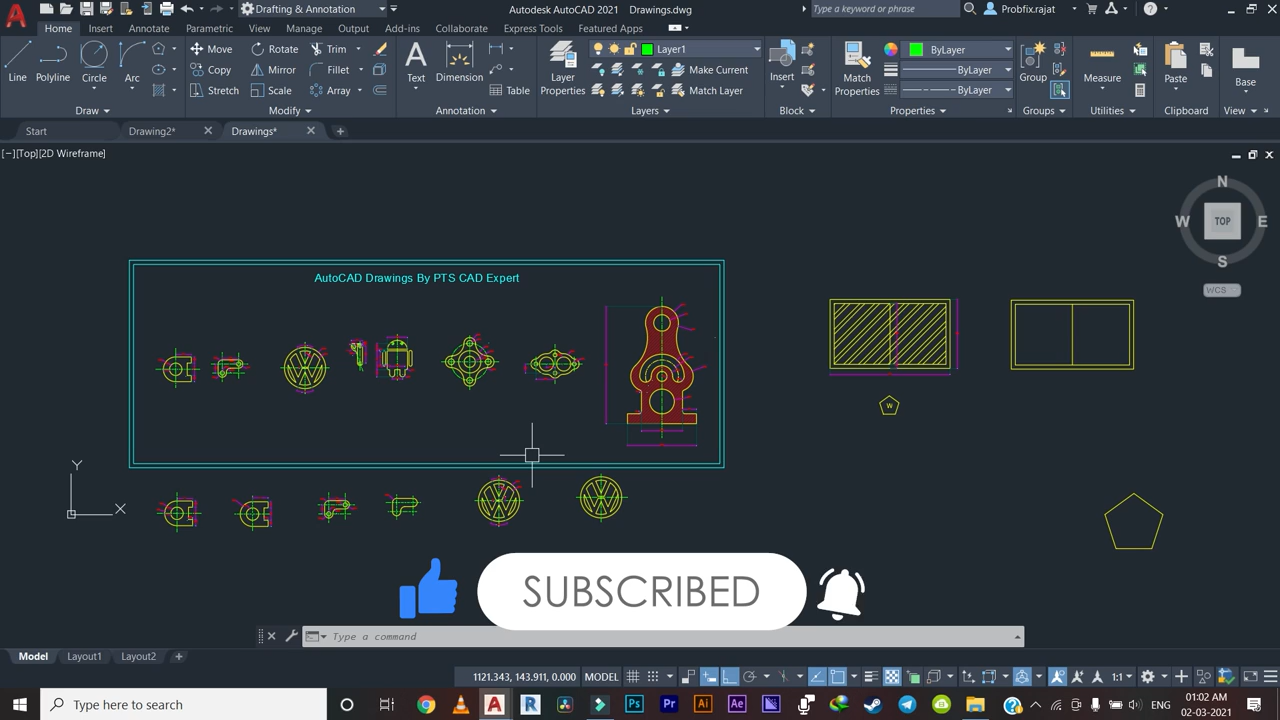 Drafting & Annotation
Autodesk AutoCAD 2021 Drawings.dwg
Type a keyword or phrase
Probfix.rajat
Home Insert Annotate Parametric View Manage Output Add-ins Collaborate Express Tools Featured Apps
Line Polyline Circle Arc
Move Rotate Trim
Copy Mirror Fillet
Stretch Scale Array
Text Dimension Table
Layer Properties
Layer1
Make Current
Match Layer
Insert
Match Properties
ByLayer
ByLayer
ByLayer
Group
Measure
Paste
Base
Draw Modify Annotation Layers Block Properties Groups Utilities Clipboard View
Start Drawing2* Drawings*
[−][Top][2D Wireframe]
N
W TOP E
S
WCS
AutoCAD Drawings By PTS CAD Expert
W
Y
X
SUBSCRIBED
Type a command
Model Layout1 Layout2
1121.343, 143.911, 0.000 MODEL 1:1
Type here to search
Ps Pr Ai Ae
ENG
01:02 AM
02-03-2021